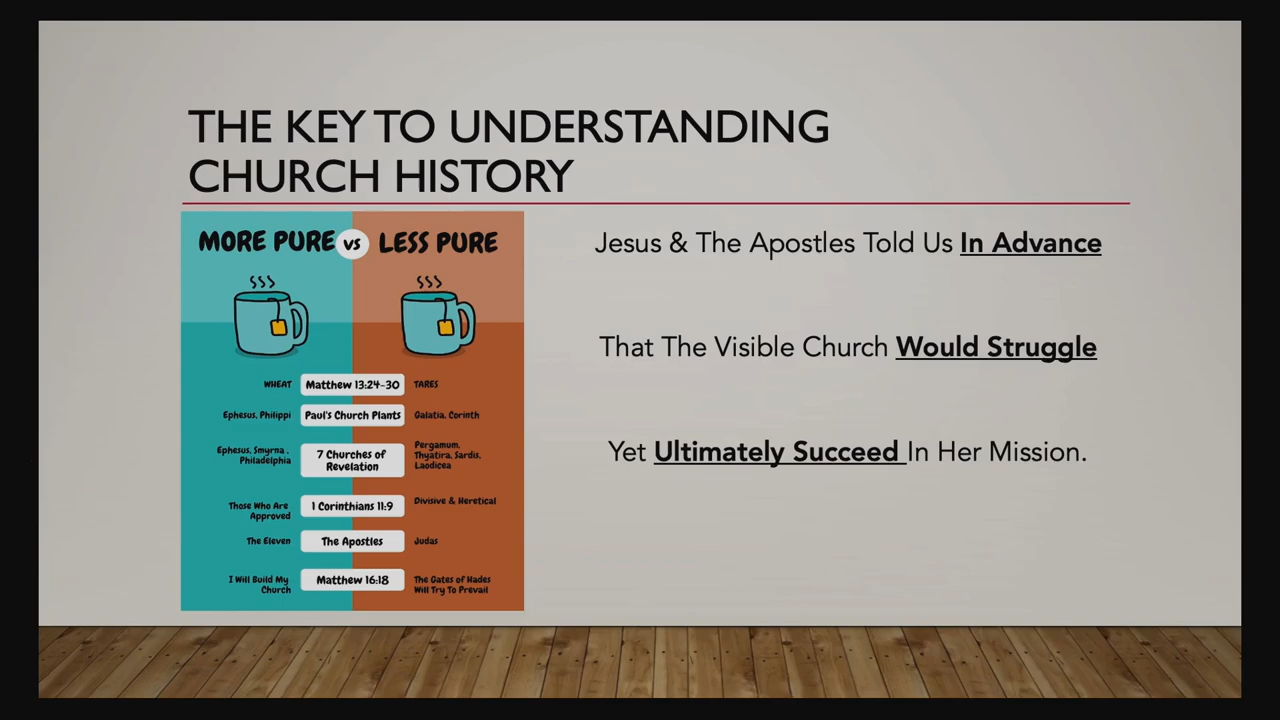 THE KEY TO UNDERSTANDING
CHURCH HISTORY
MORE PURE vs LESS PURE
WHEAT Matthew 13:24-30 TARES
Ephesus, Philippi Paul's Church Plants Galatia, Corinth
Ephesus, Smyrna ,
Philadelphia
7 Churches of
Revelation
Pergamum,
Thyatira, Sardis,
Laodicea
Those Who Are
Approved
1 Corinthians 11:9
Divisive & Heretical
The Eleven The Apostles Judas
I Will Build My
Church
Matthew 16:18
The Gates of Hades
Will Try To Prevail
Jesus & The Apostles Told Us In Advance
That The Visible Church Would Struggle
Yet Ultimately Succeed In Her Mission.